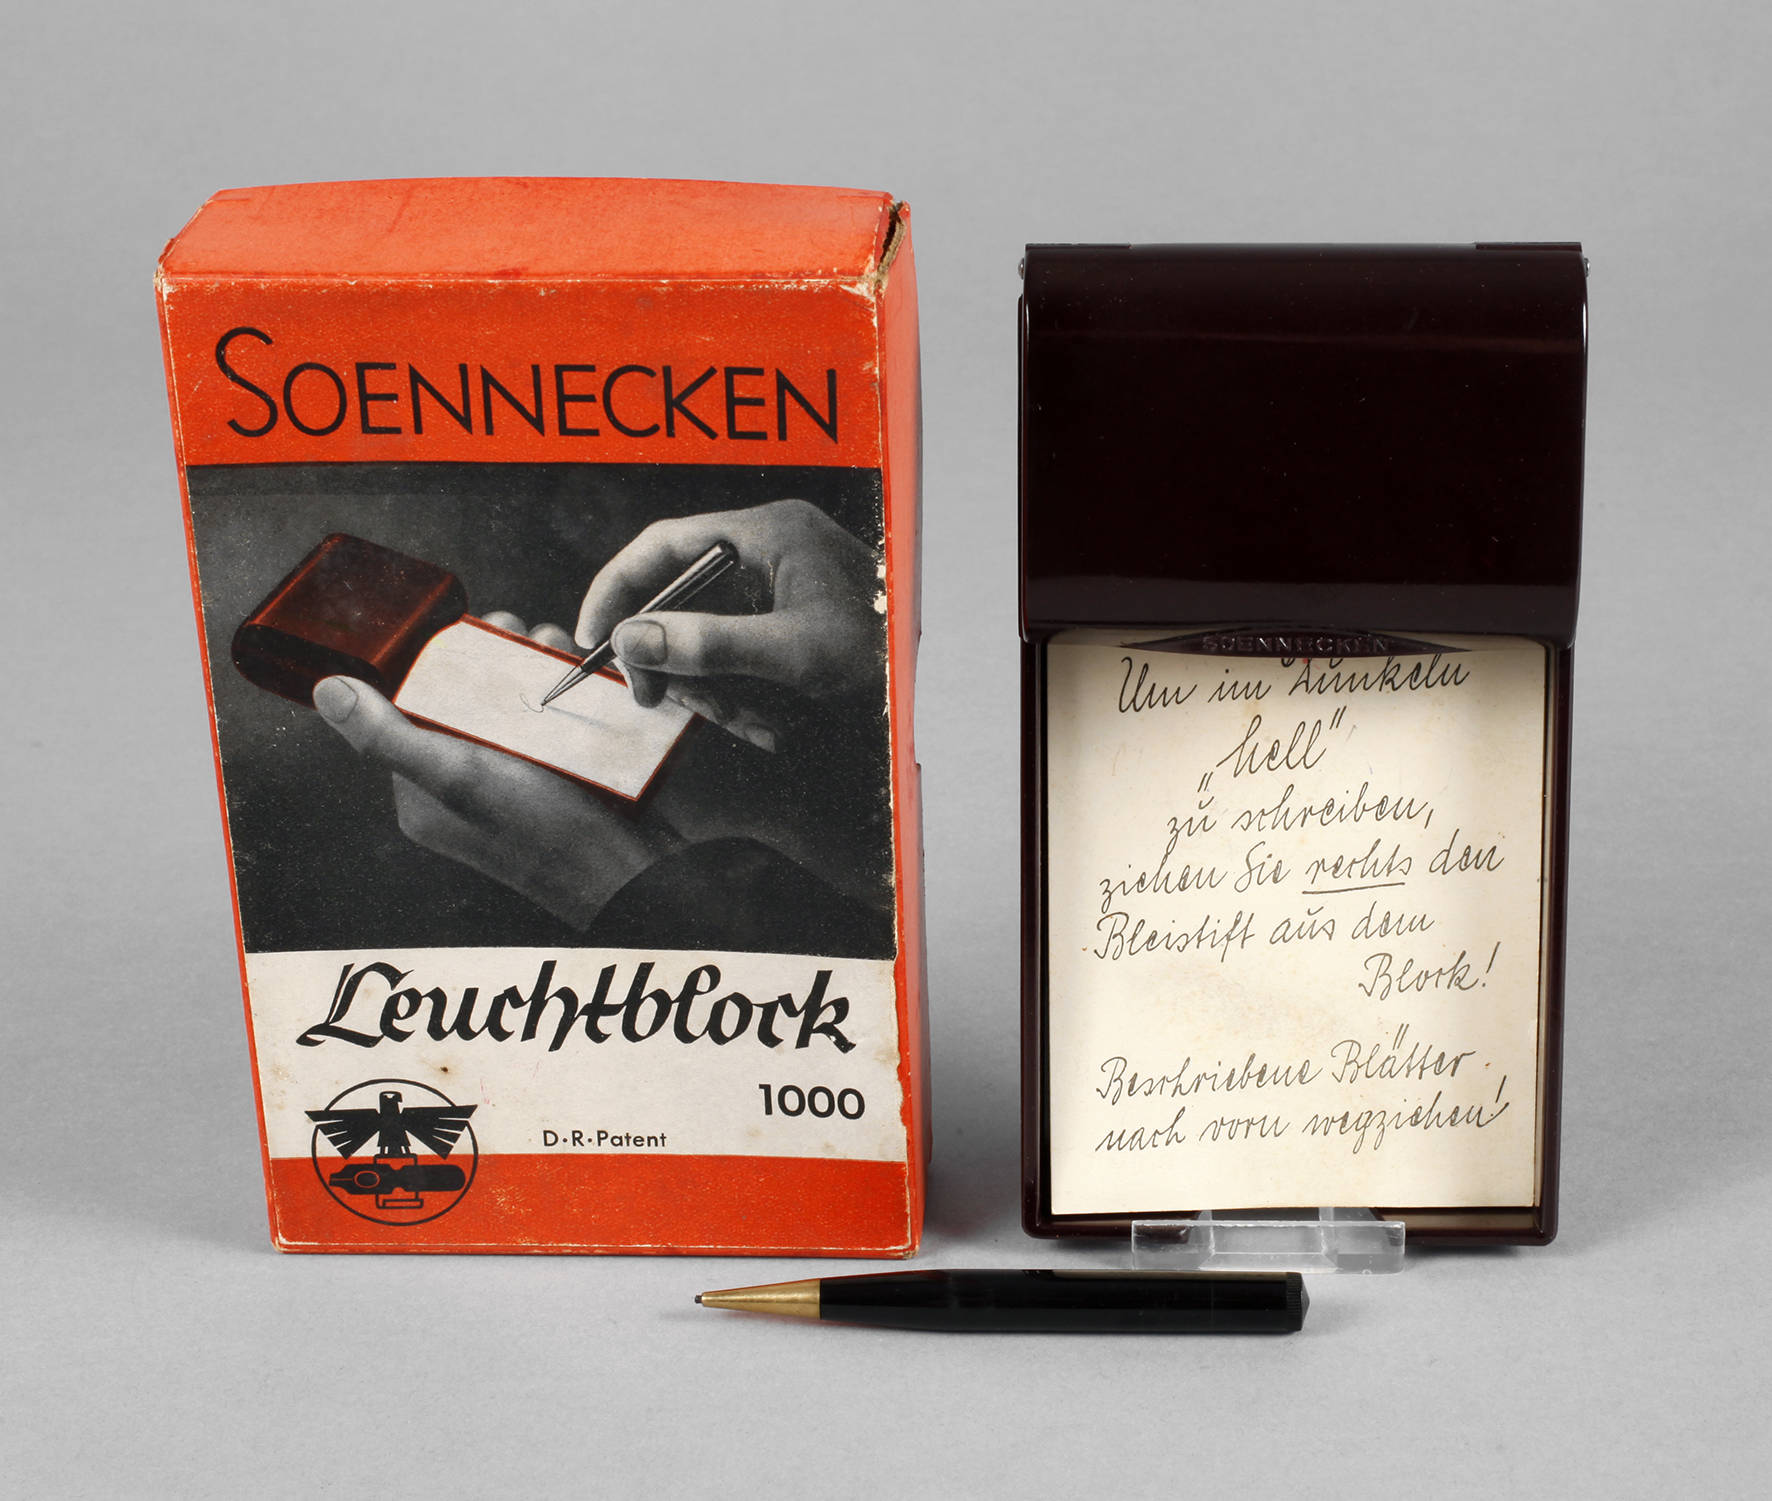 SOENNECKEN
Leuchtblock
1000
D·R·Patent
SOENNECKEN
Um im Dunkeln
„hell"
zu schreiben,
ziehen Sie rechts den
Bleistift aus dem
Block!
Beschriebene Blätter
nach vorn wegziehen!